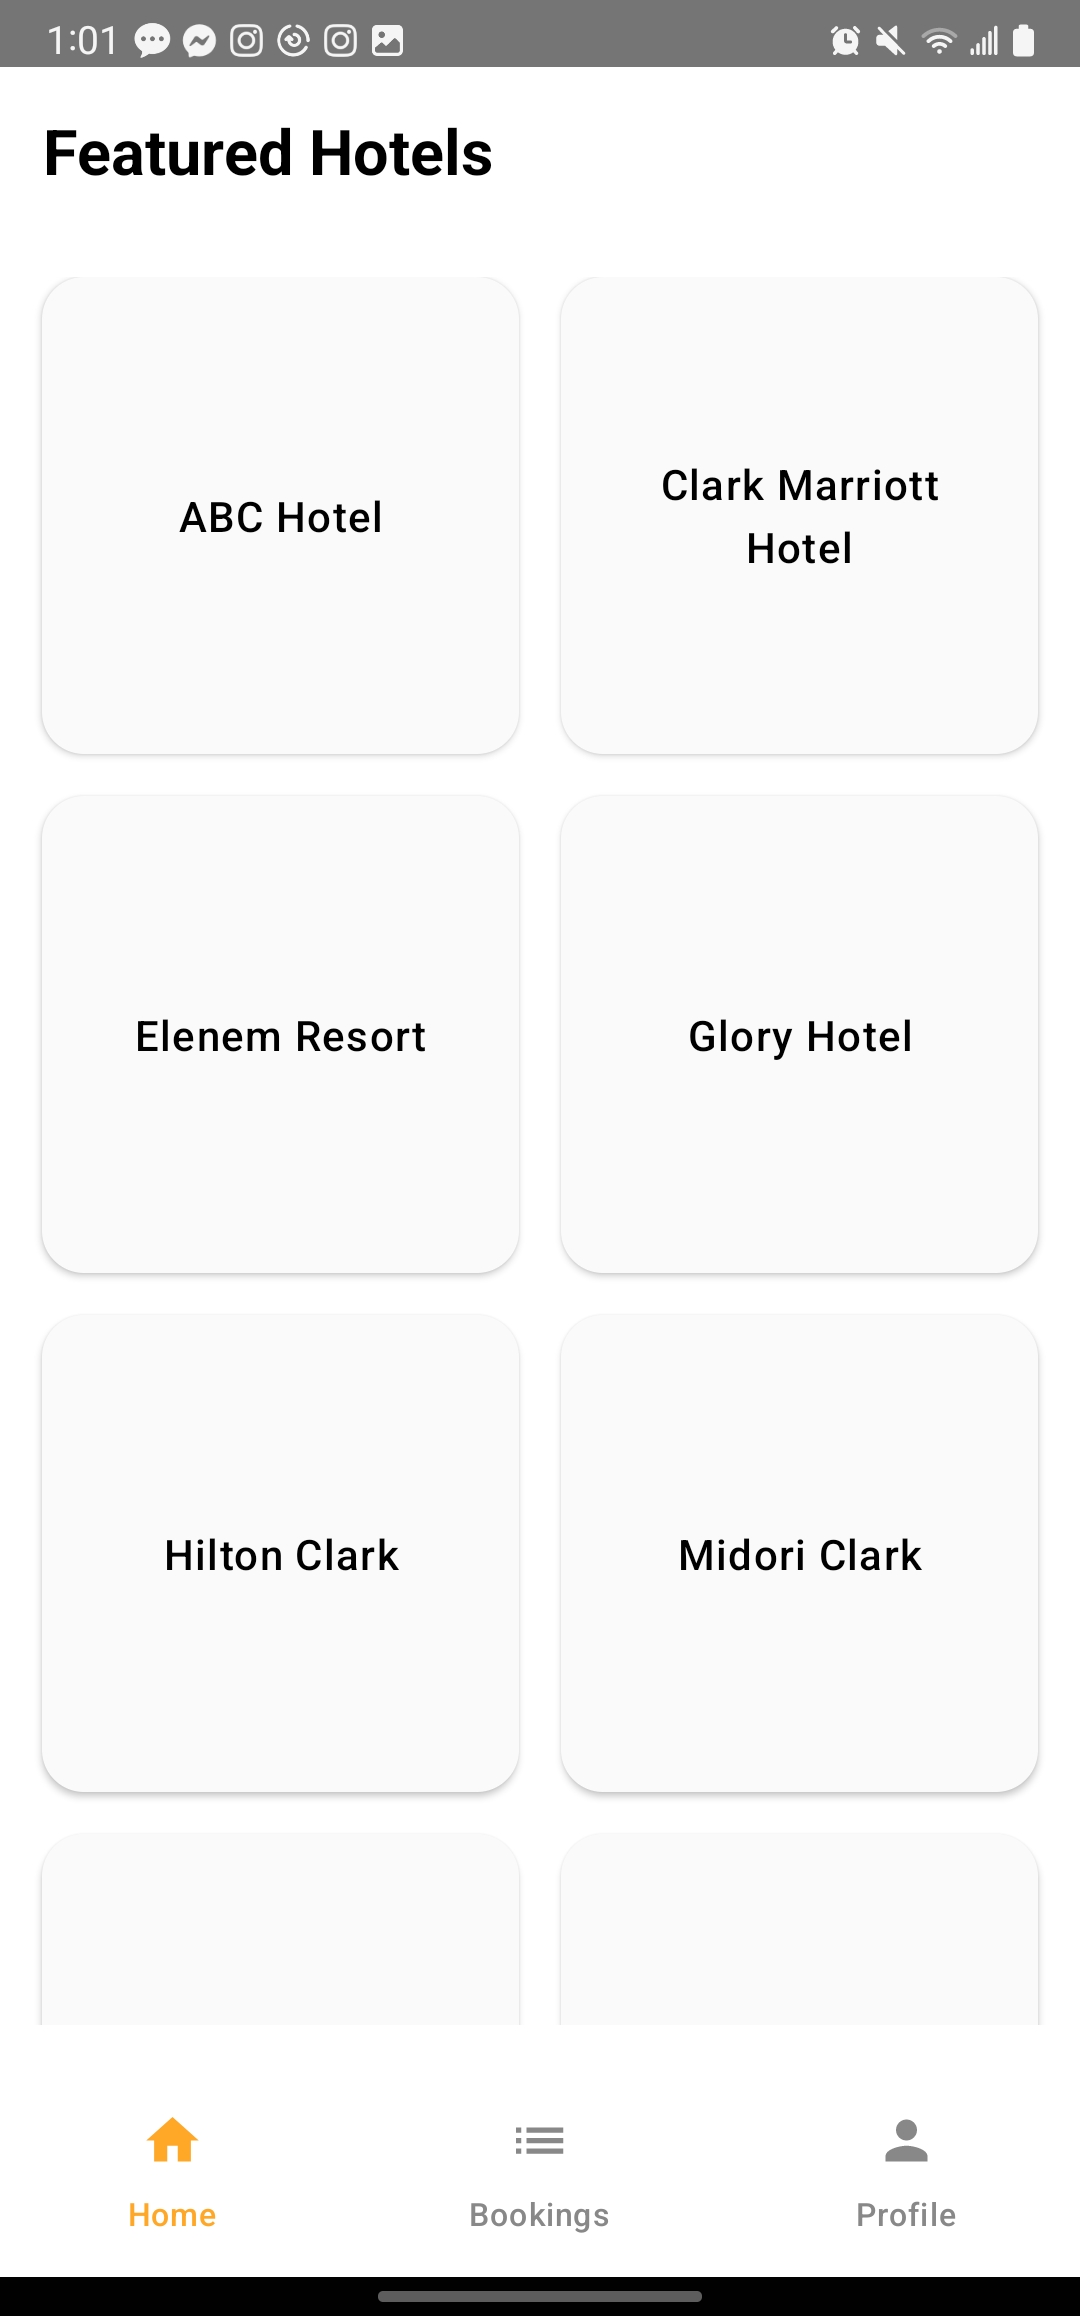 1:01
Featured Hotels
ABC Hotel
Clark Marriott
Hotel
Elenem Resort
Glory Hotel
Hilton Clark
Midori Clark
Home
Bookings
Profile